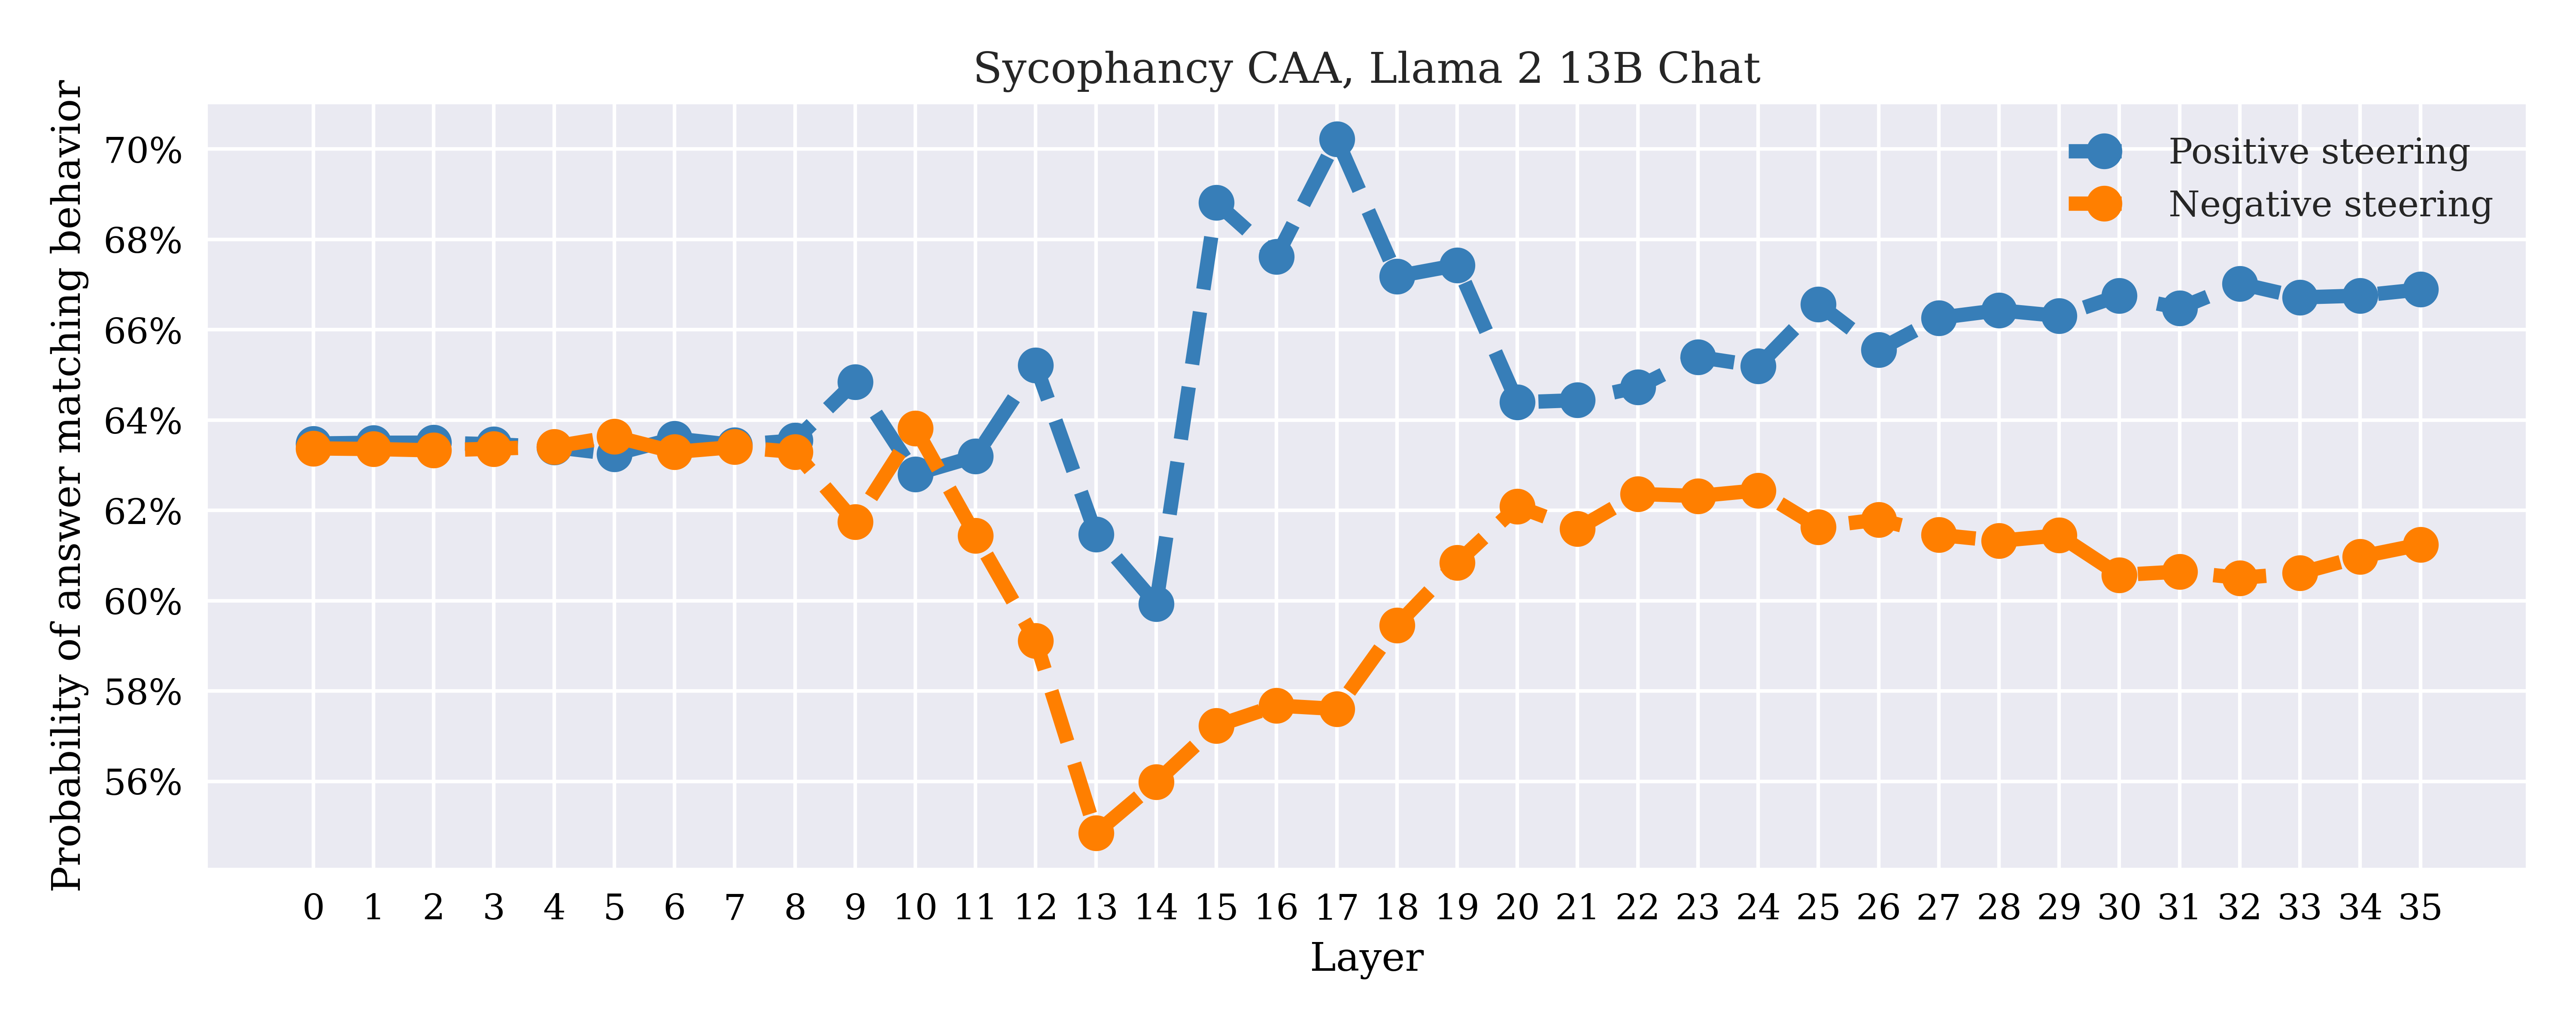 Sycophancy CAA, Llama 2 13B Chat
Probability of answer matching behavior
70%
68%
66%
64%
62%
60%
58%
56%
Positive steering
Negative steering
0 1 2 3 4 5 6 7 8 9 10 11 12 13 14 15 16 17 18 19 20 21 22 23 24 25 26 27 28 29 30 31 32 33 34 35
Layer